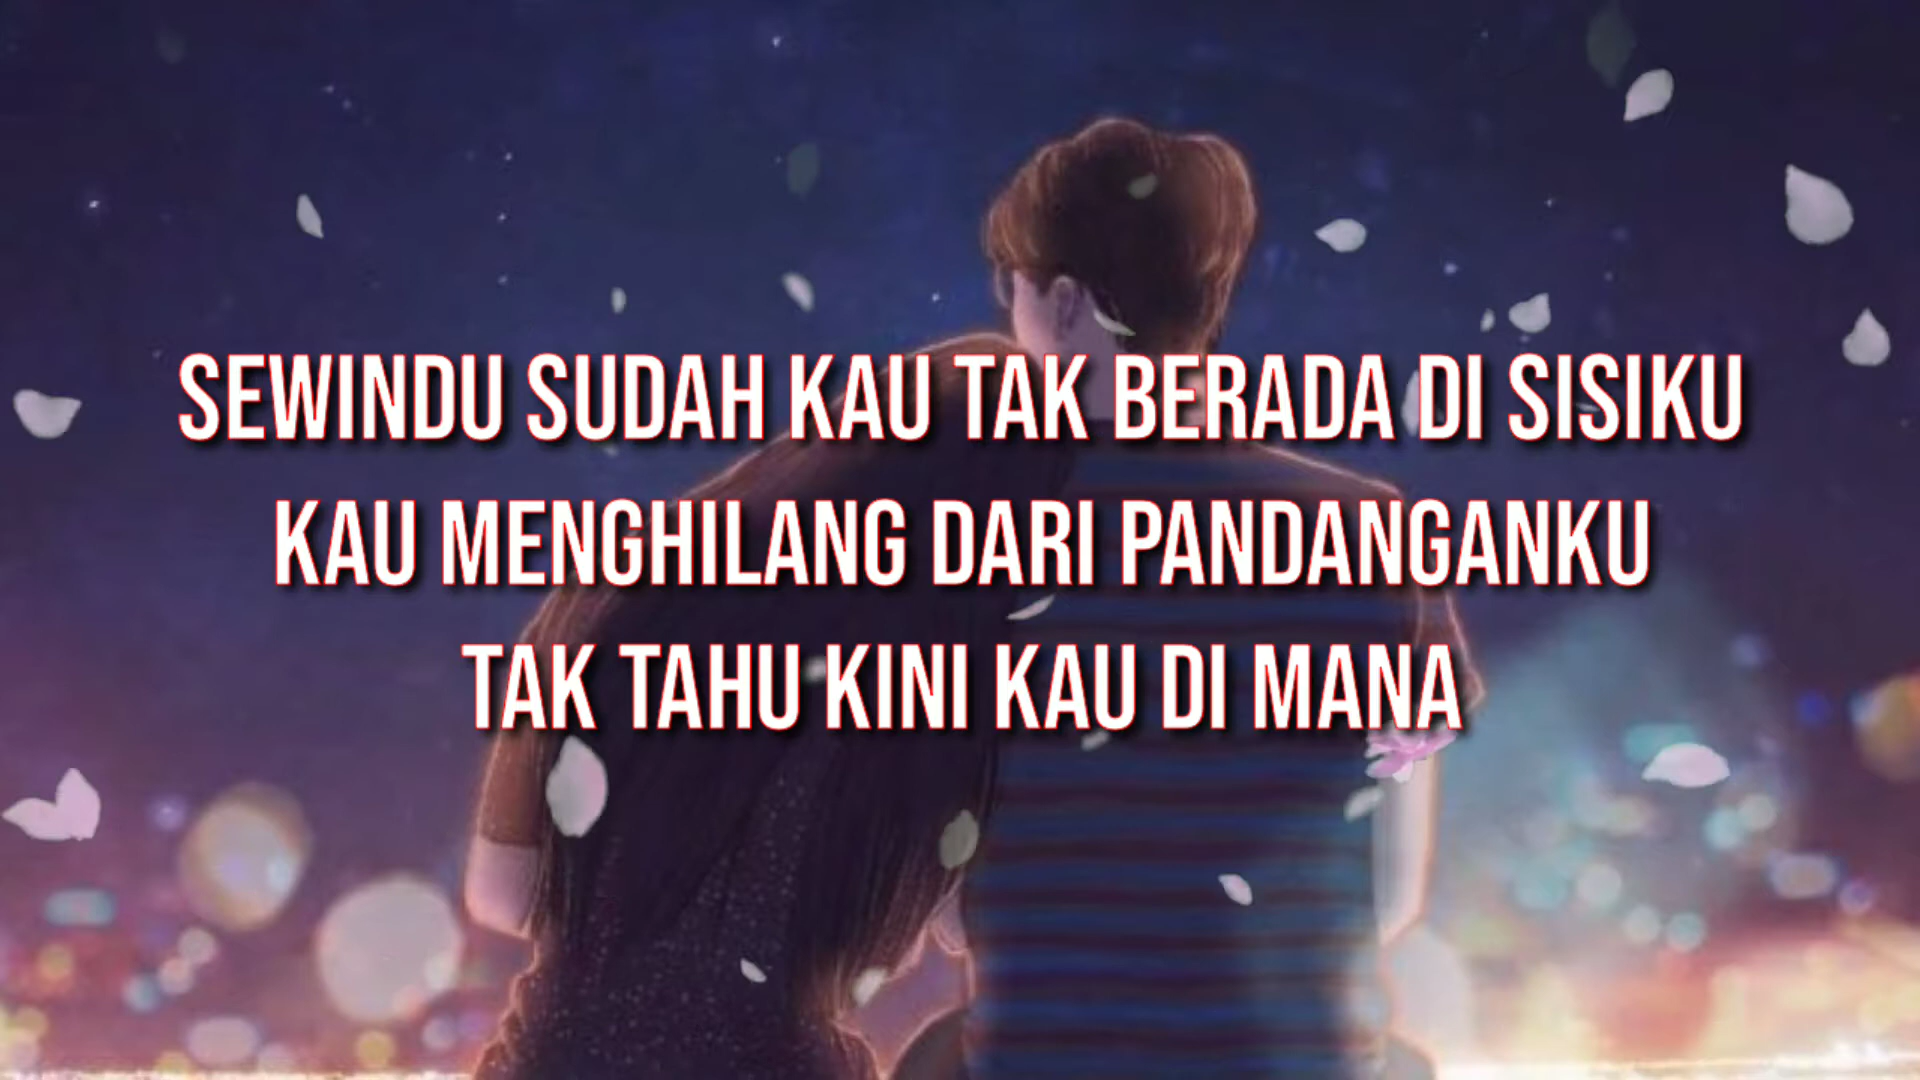 SEWINDU SUDAH KAU TAK BERADA DI SISIKU
KAU MENGHILANG DARI PANDANGANKU
TAK TAHU KINI KAU DI MANA